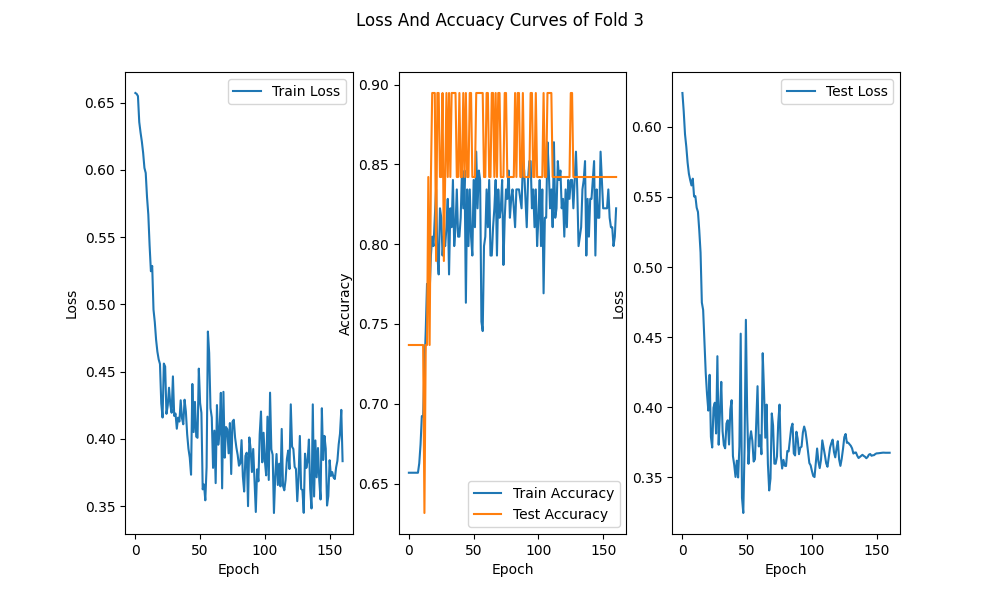 Loss And Accuacy Curves of Fold 3
Train Loss
0.65
0.60
0.55
0.50
0.45
0.40
0.35
Loss
0
50
100
150
Epoch
0.90
0.85
0.80
0.75
0.70
0.65
Accuracy
Train Accuracy
Test Accuracy
0
50
100
150
Epoch
Test Loss
0.60
0.55
0.50
0.45
0.40
0.35
Loss
0
50
100
150
Epoch